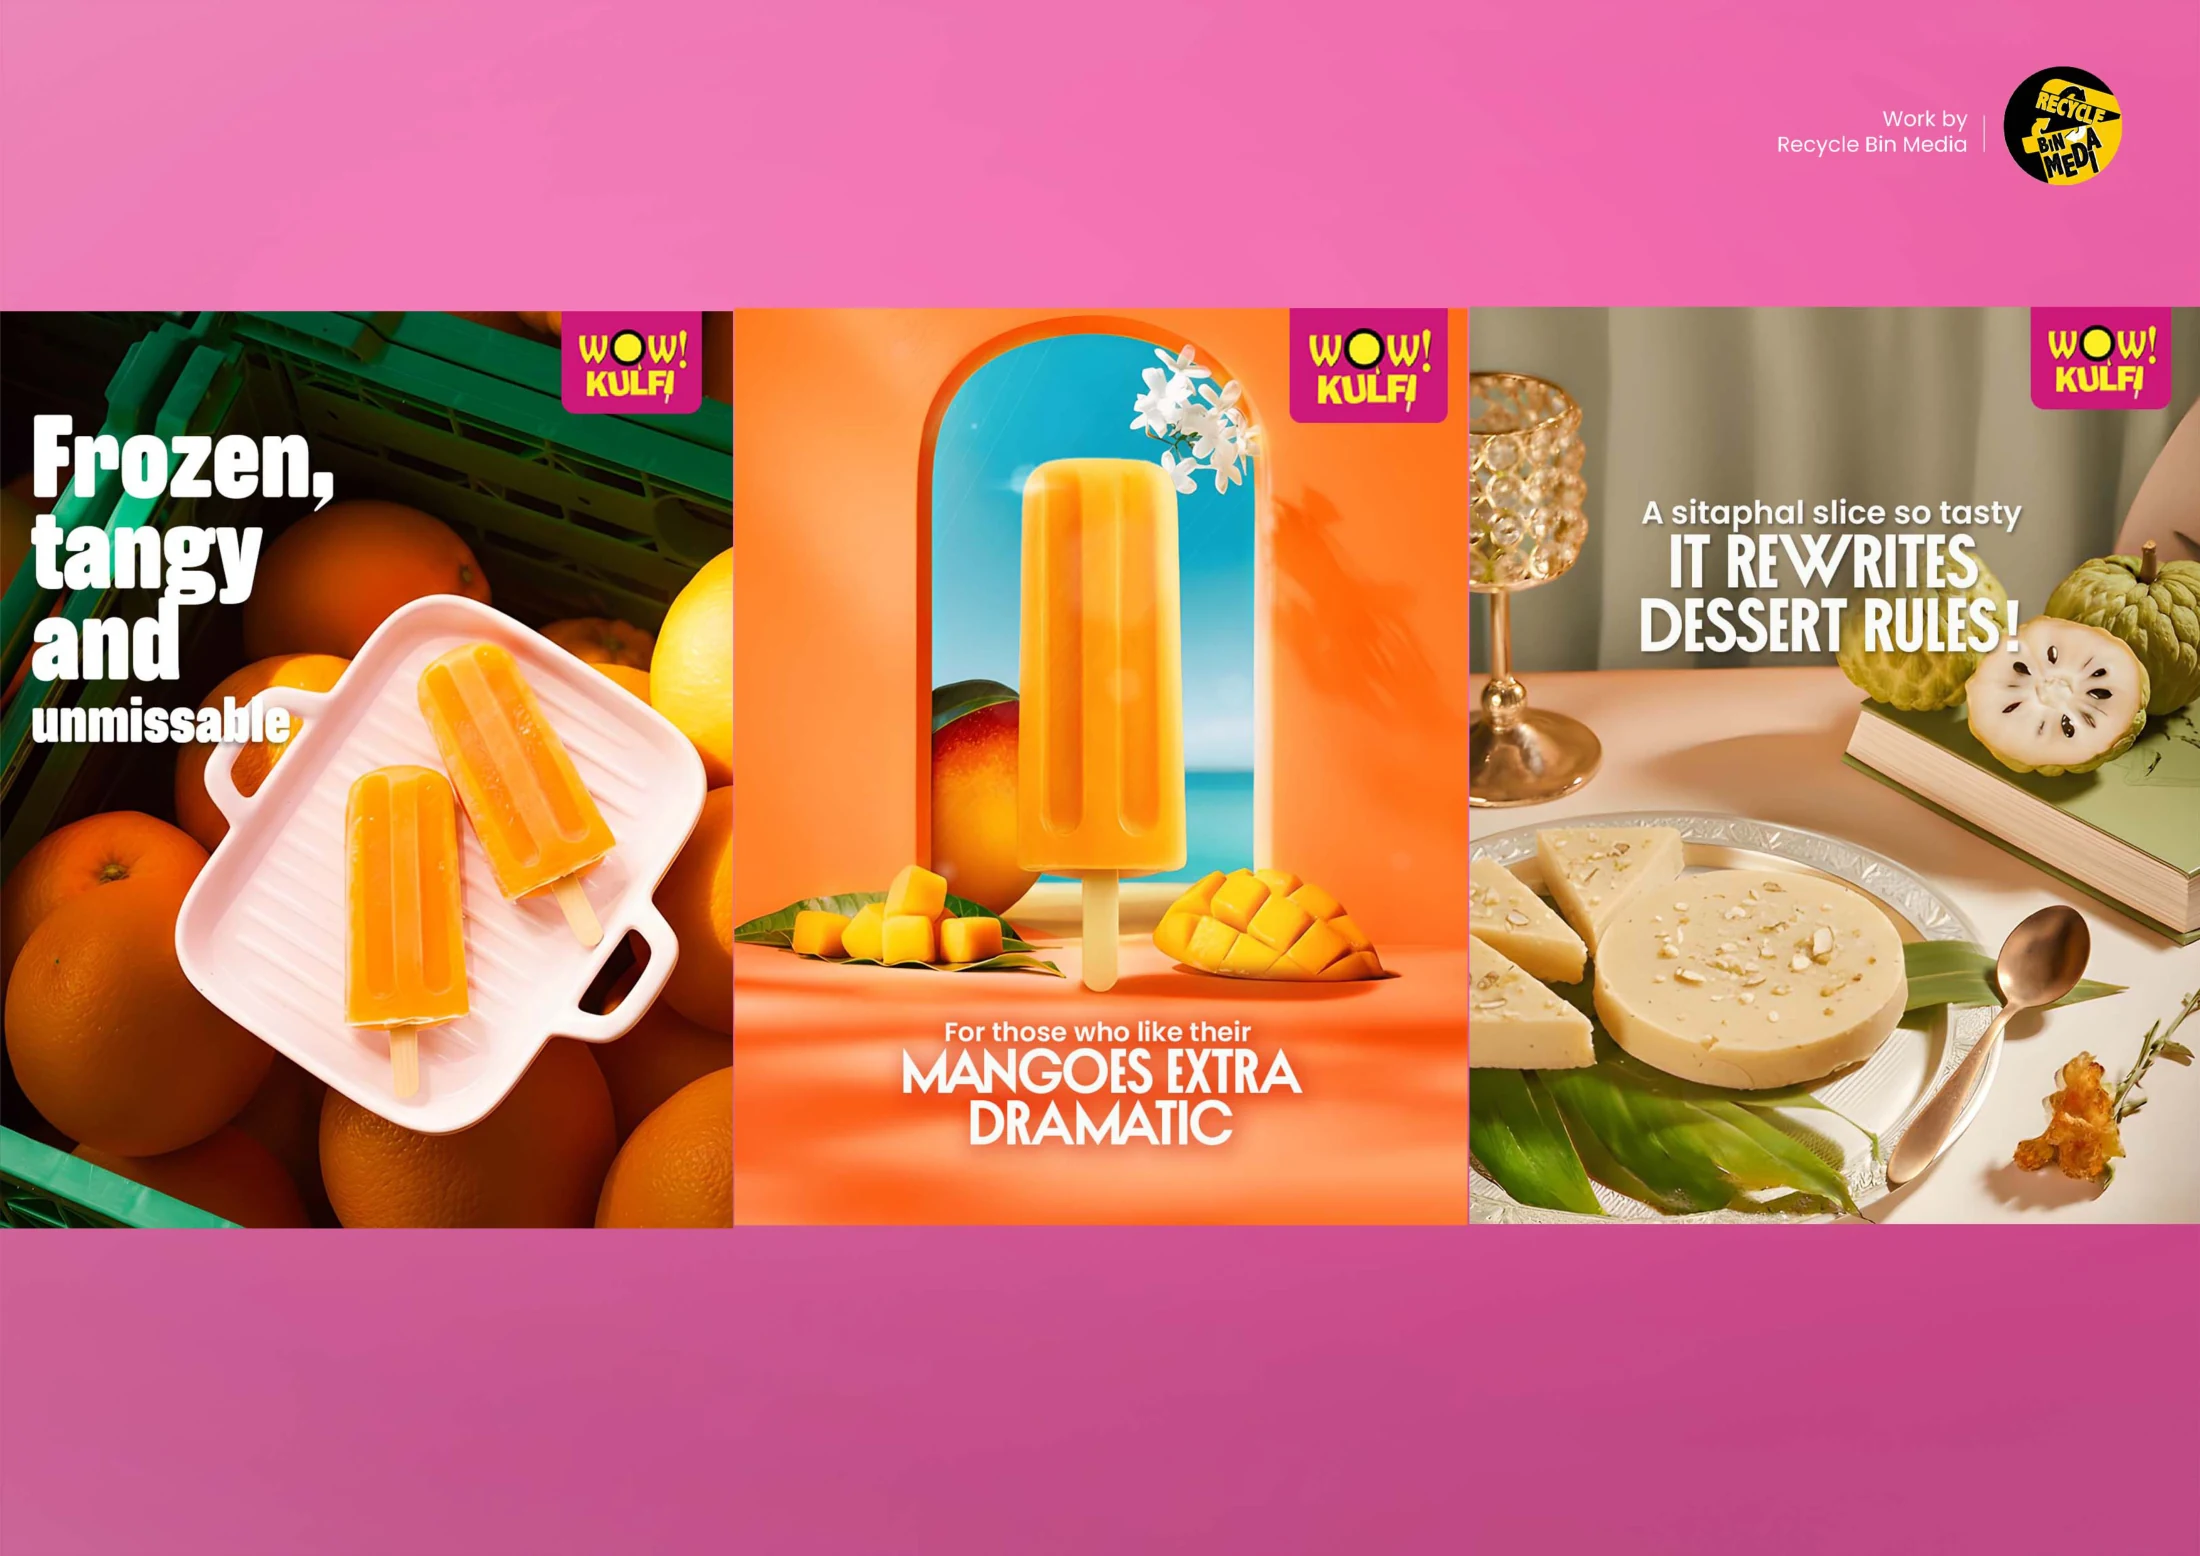 Work by
Recycle Bin Media
RECYCLE
BIN
MEDIA
WOW!
KULFI
Frozen,
tangy
and
unmissable
WOW!
KULFI
For those who like their
MANGOES EXTRA
DRAMATIC
WOW!
KULFI
A sitaphal slice so tasty
IT REWRITES
DESSERT RULES!